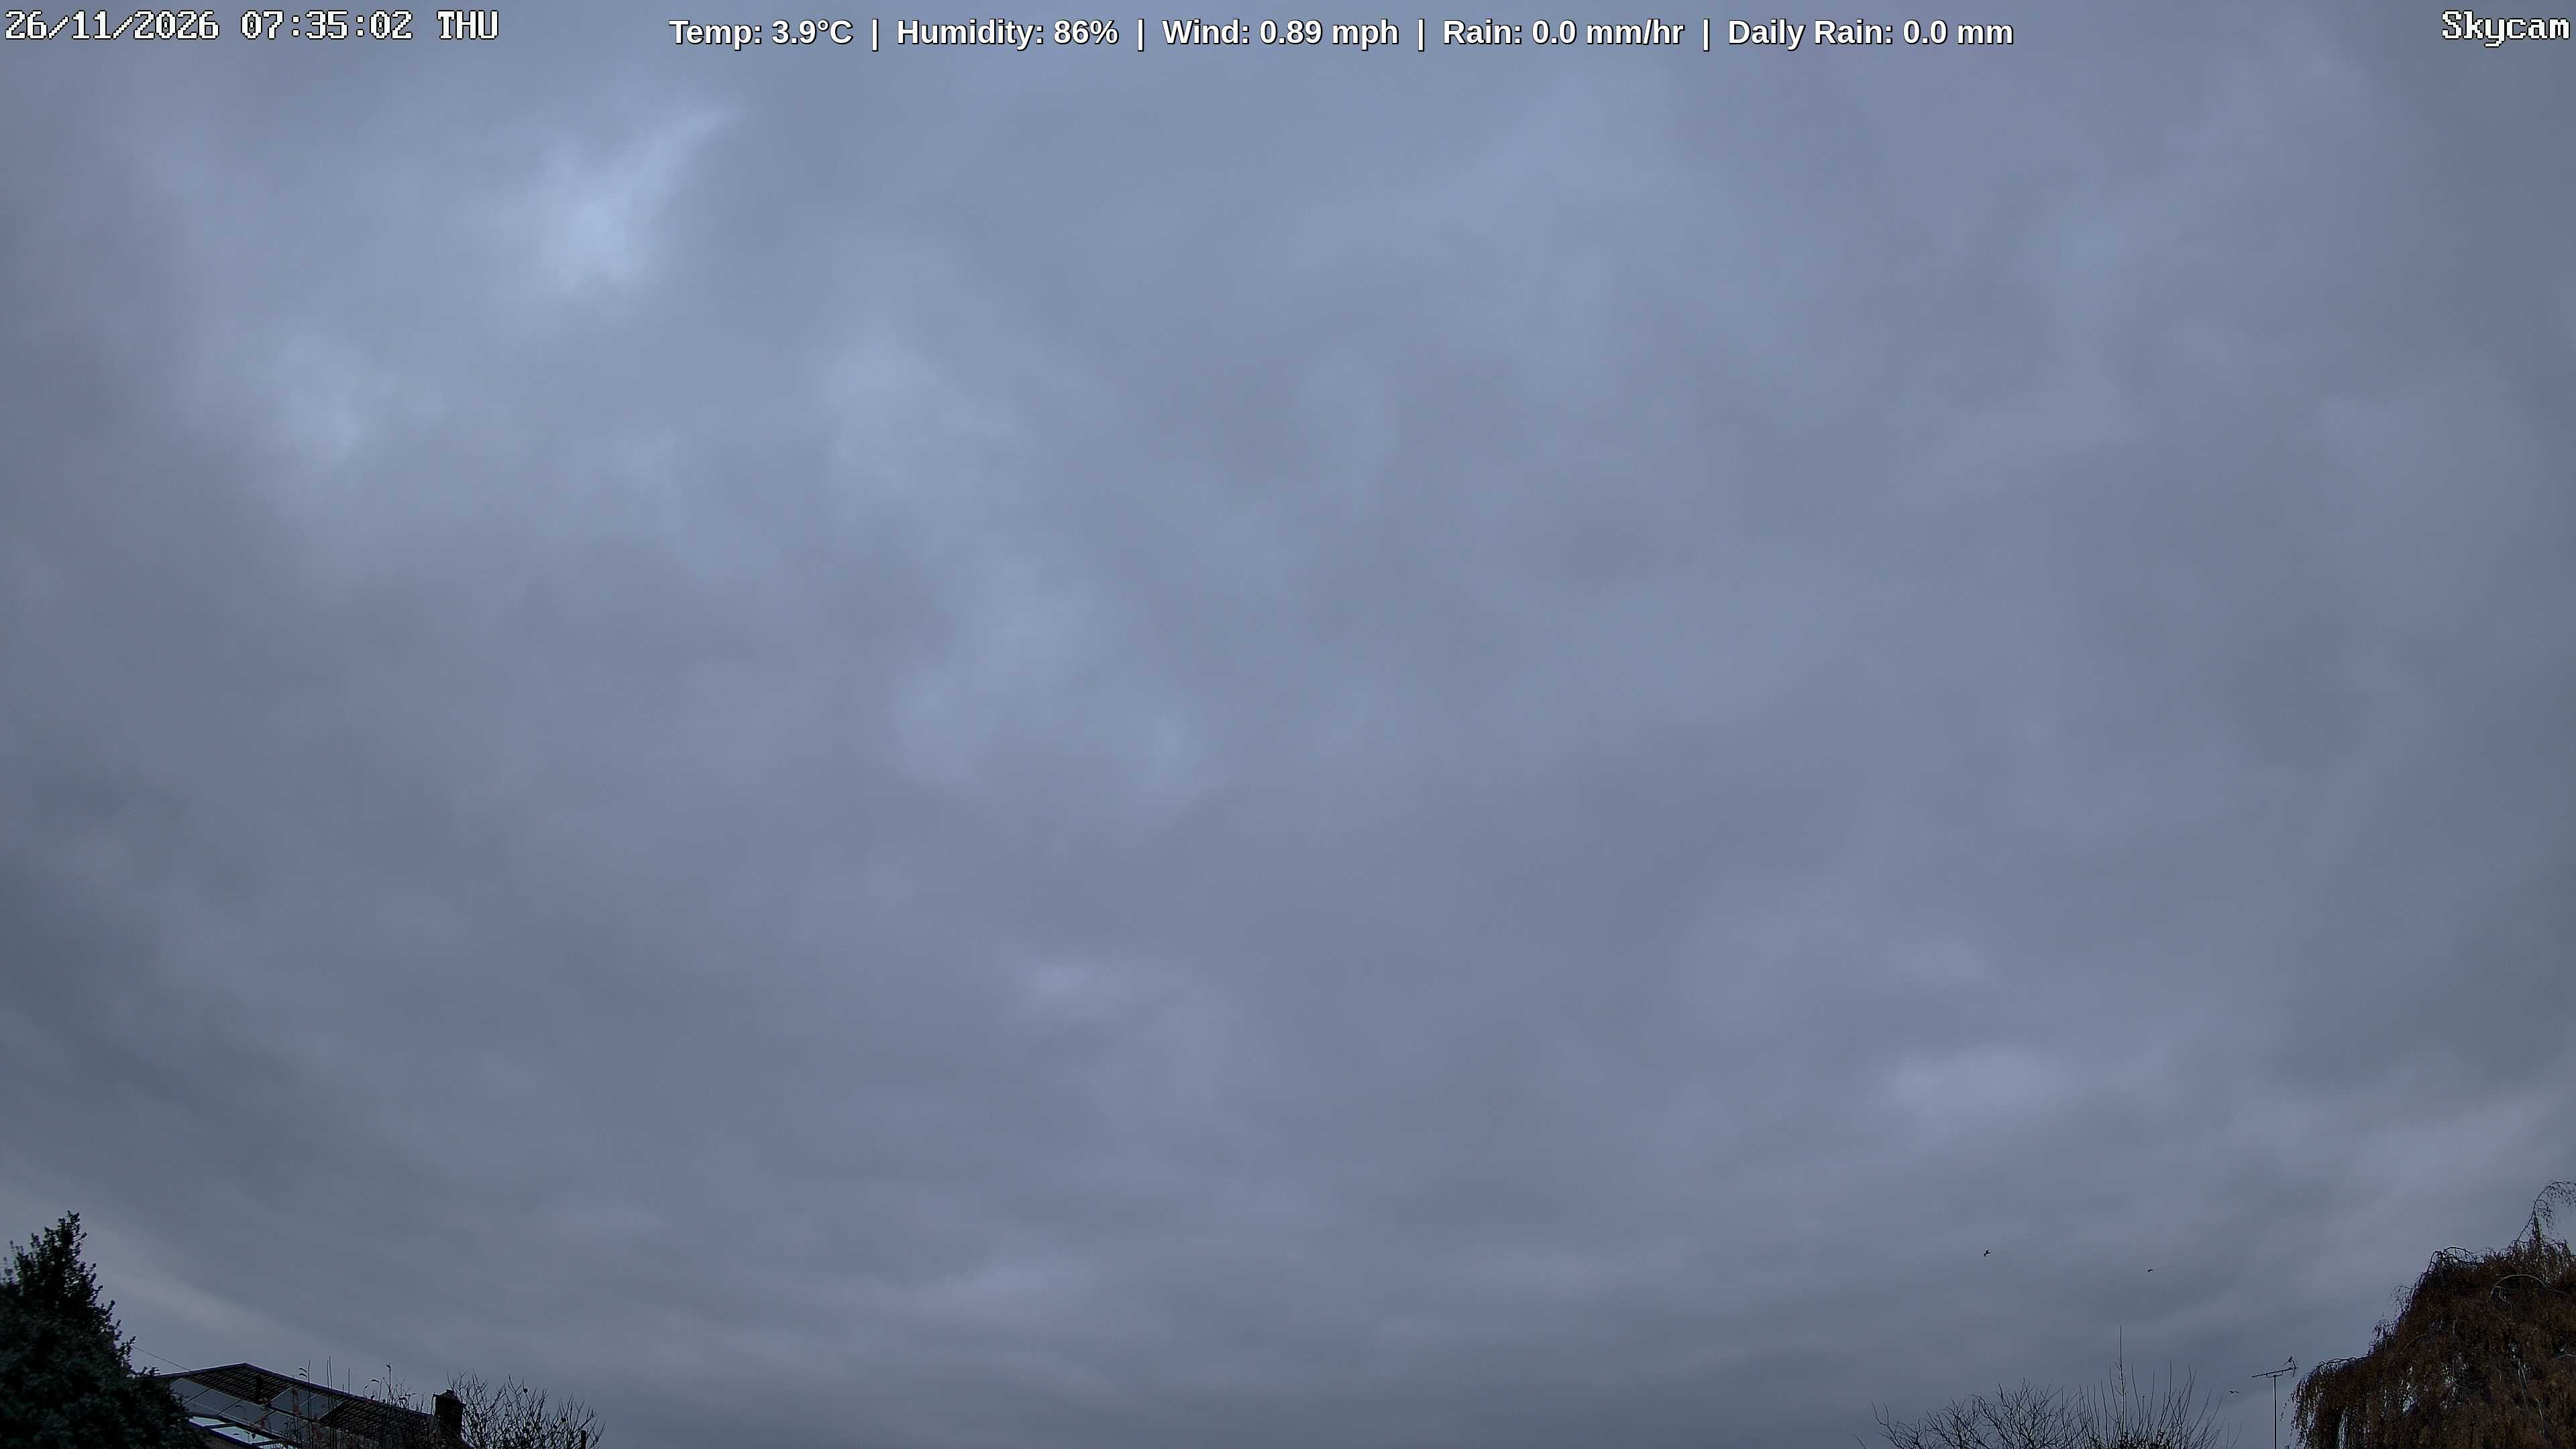 26/11/2026 07:35:02 THU
Temp: 3.9°C | Humidity: 86% | Wind: 0.89 mph | Rain: 0.0 mm/hr | Daily Rain: 0.0 mm
Skycam